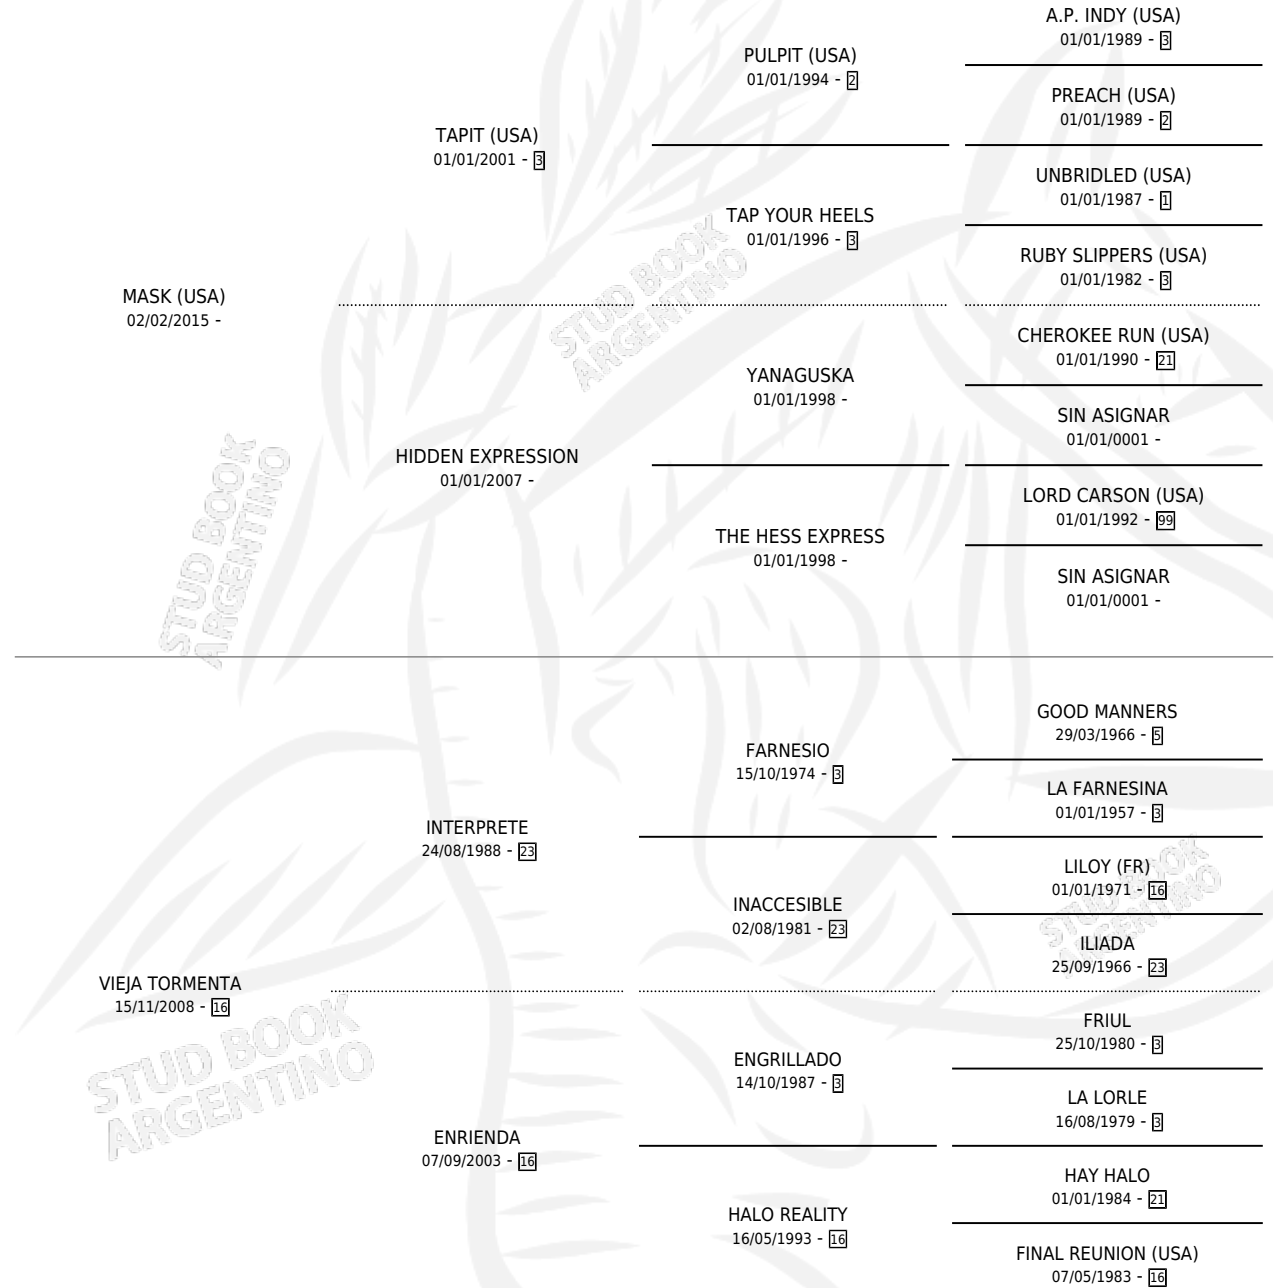 A.P. INDY (USA)
01/01/1989 - 3
PULPIT (USA)
01/01/1994 - 2
PREACH (USA)
01/01/1989 - 2
TAPIT (USA)
01/01/2001 - 3
UNBRIDLED (USA)
01/01/1987 - 1
TAP YOUR HEELS
01/01/1996 - 3
RUBY SLIPPERS (USA)
01/01/1982 - 3
MASK (USA)
02/02/2015 -
CHEROKEE RUN (USA)
01/01/1990 - 21
YANAGUSKA
01/01/1998 -
SIN ASIGNAR
01/01/0001 -
HIDDEN EXPRESSION
01/01/2007 -
LORD CARSON (USA)
01/01/1992 - 99
THE HESS EXPRESS
01/01/1998 -
SIN ASIGNAR
01/01/0001 -
GOOD MANNERS
29/03/1966 - 5
FARNESIO
15/10/1974 - 3
LA FARNESINA
01/01/1957 - 3
INTERPRETE
24/08/1988 - 23
LILOY (FR)
01/01/1971 - 16
INACCESIBLE
02/08/1981 - 23
ILIADA
25/09/1966 - 23
VIEJA TORMENTA
15/11/2008 - 16
FRIUL
25/10/1980 - 3
ENGRILLADO
14/10/1987 - 3
LA LORLE
16/08/1979 - 3
ENRIENDA
07/09/2003 - 16
HAY HALO
01/01/1984 - 21
HALO REALITY
16/05/1993 - 16
FINAL REUNION (USA)
07/05/1983 - 16
STUD BOOK
ARGENTINO
STUD BOOK
ARGENTINO
STUD BOOK
ARGENTINO
STUD BOOK
ARGENTINO